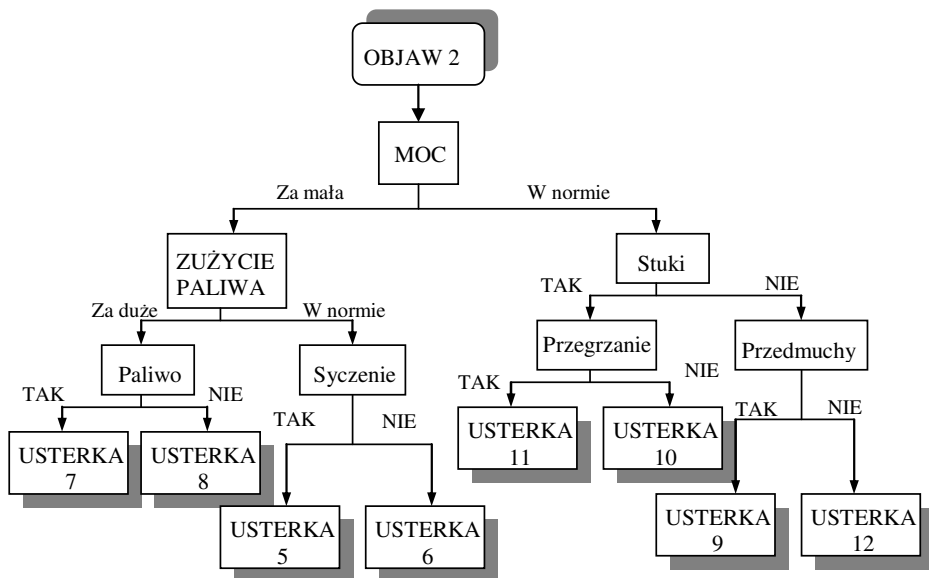 OBJAW 2
MOC
Za mała
W normie
ZUŻYCIE
PALIWA
Stuki
TAK
NIE
Za duże
W normie
Przegrzanie
Przedmuchy
Paliwo
Syczenie
TAK
NIE
TAK
NIE
TAK
NIE
TAK
NIE
USTERKA
7
USTERKA
8
USTERKA
11
USTERKA
10
USTERKA
5
USTERKA
6
USTERKA
9
USTERKA
12